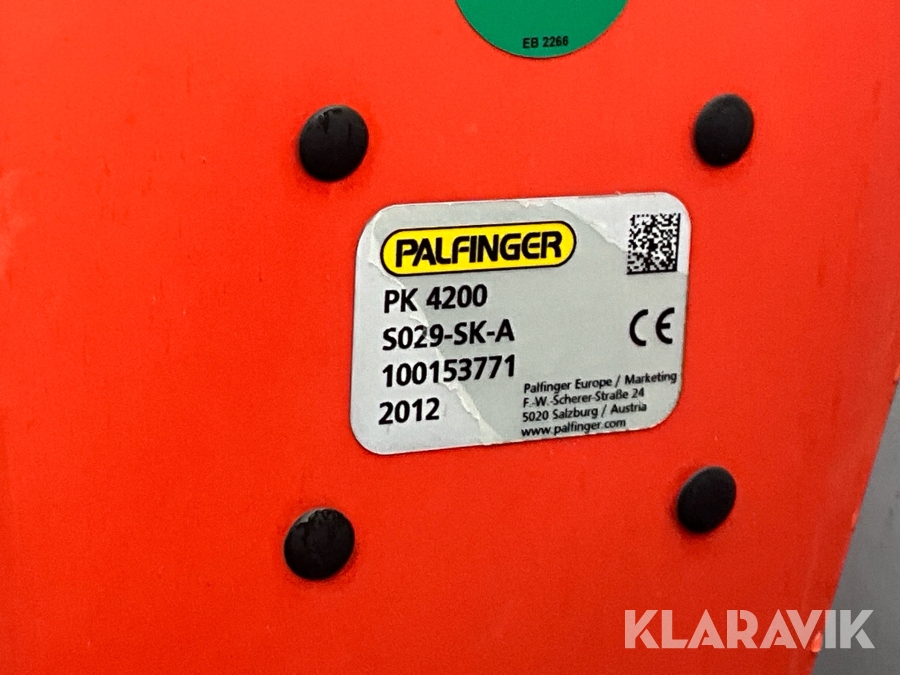 EB 2266
PALFINGER
PK 4200
S029-SK-A
100153771
2012
CE
Palfinger Europe / Marketing
F.-W.-Scherer-Straße 24
5020 Salzburg / Austria
www.palfinger.com
KLARAVIK